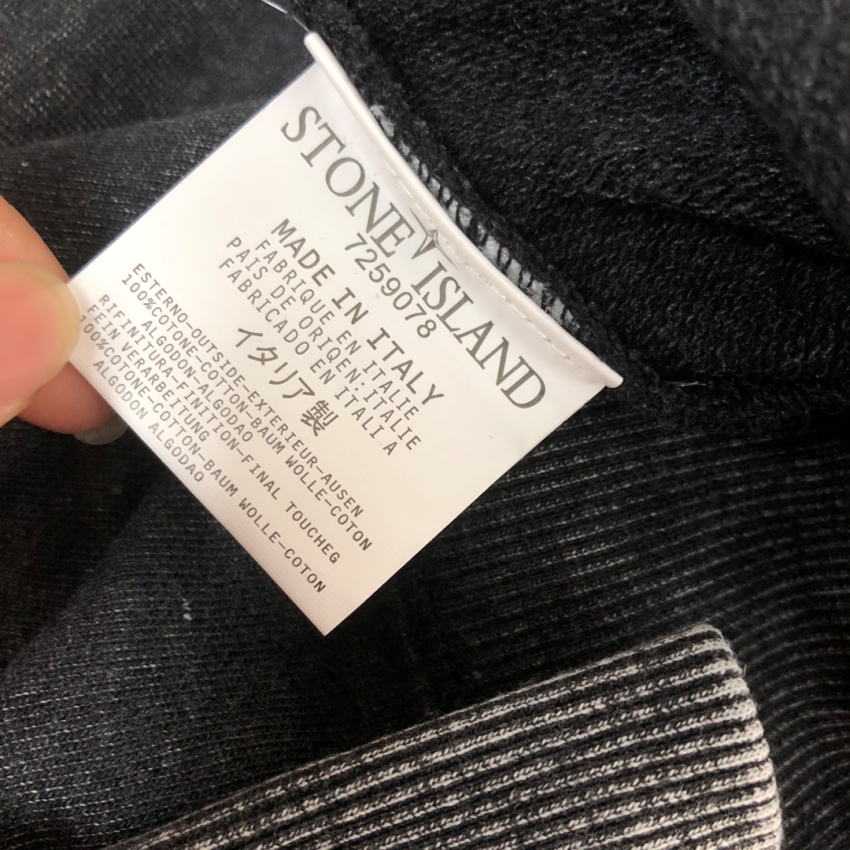 STONE ISLAND
7259078
MADE IN ITALY
FABRIQUE EN ITALIE
PAIS DE ORIQEN:ITALIE
FABRICADO EN ITALI A
イタリア製
ESTERNO-OUTSIDE-EXTERIEUR-AUSEN
100%COTONE-COTTON-BAUM WOLLE-COTON
ALGODON-ALGODAO
RIFINITURA-FINITION-FINAL TOUCHEG
FEIN VERARBEITUNG
100%COTONE-COTTON-BAUM WOLLE-COTON
ALGODON ALGODAO